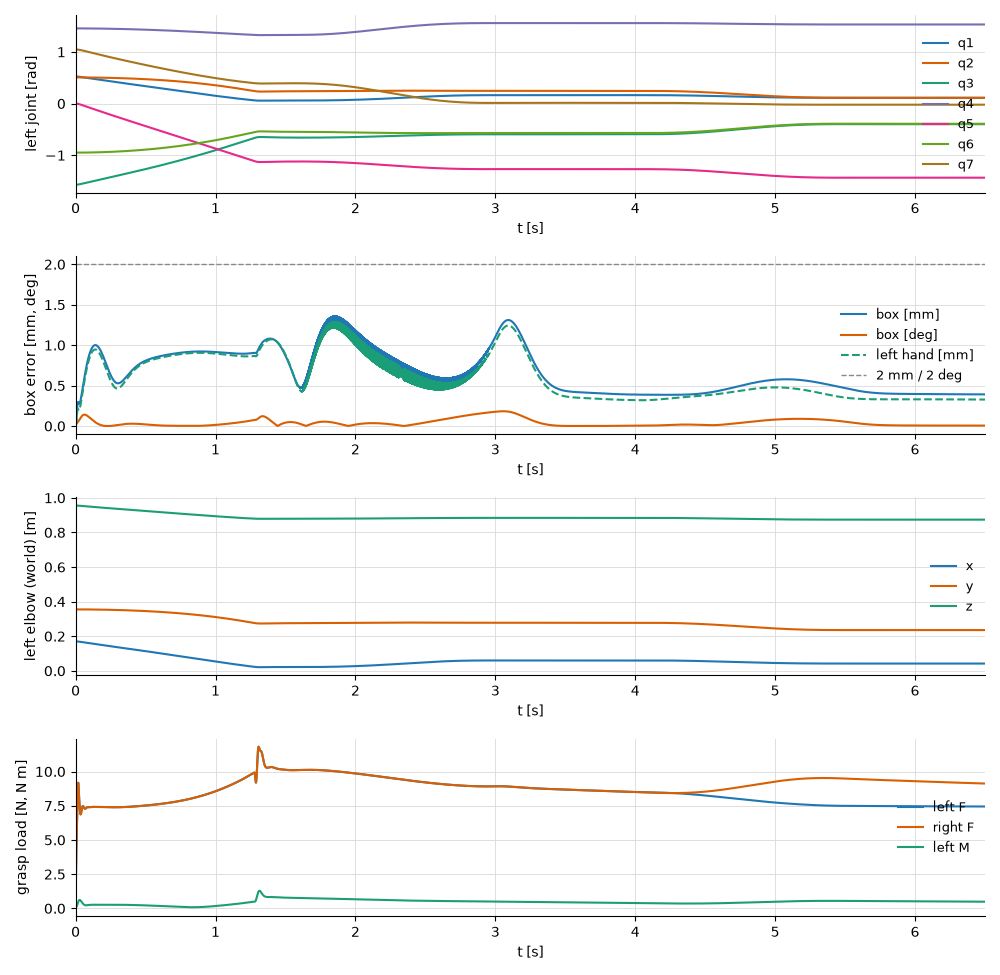 left joint [rad]
1
0
−1
q1
q2
q3
q4
q5
q6
q7
0 1 2 3 4 5 6
t [s]
box error [mm, deg]
2.0
1.5
1.0
0.5
0.0
box [mm]
box [deg]
left hand [mm]
2 mm / 2 deg
0 1 2 3 4 5 6
t [s]
left elbow (world) [m]
1.0
0.8
0.6
0.4
0.2
0.0
x
y
z
0 1 2 3 4 5 6
t [s]
grasp load [N, N m]
10.0
7.5
5.0
2.5
0.0
left F
right F
left M
0 1 2 3 4 5 6
t [s]